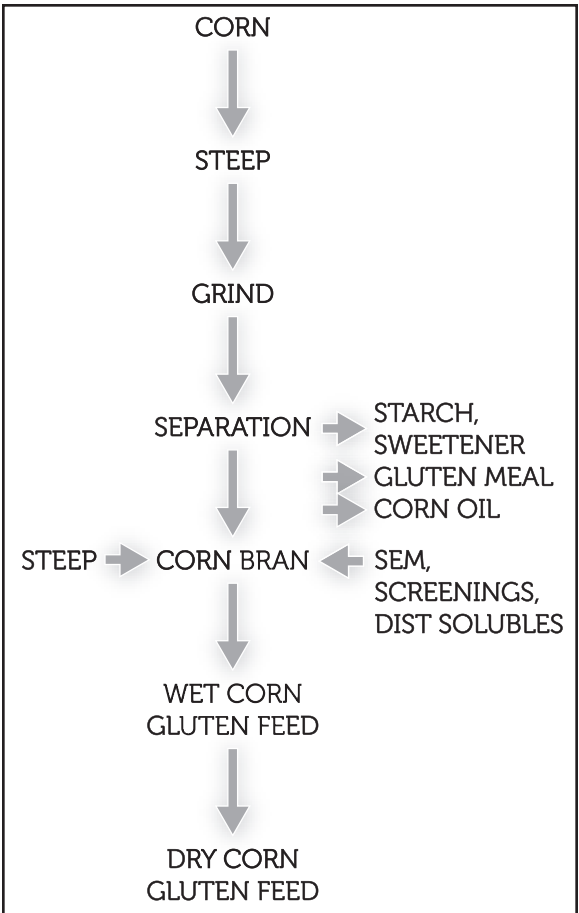 CORN
STEEP
GRIND
SEPARATION
STARCH,
SWEETENER
GLUTEN MEAL
CORN OIL
STEEP
CORN BRAN
SEM,
SCREENINGS,
DIST SOLUBLES
WET CORN
GLUTEN FEED
DRY CORN
GLUTEN FEED